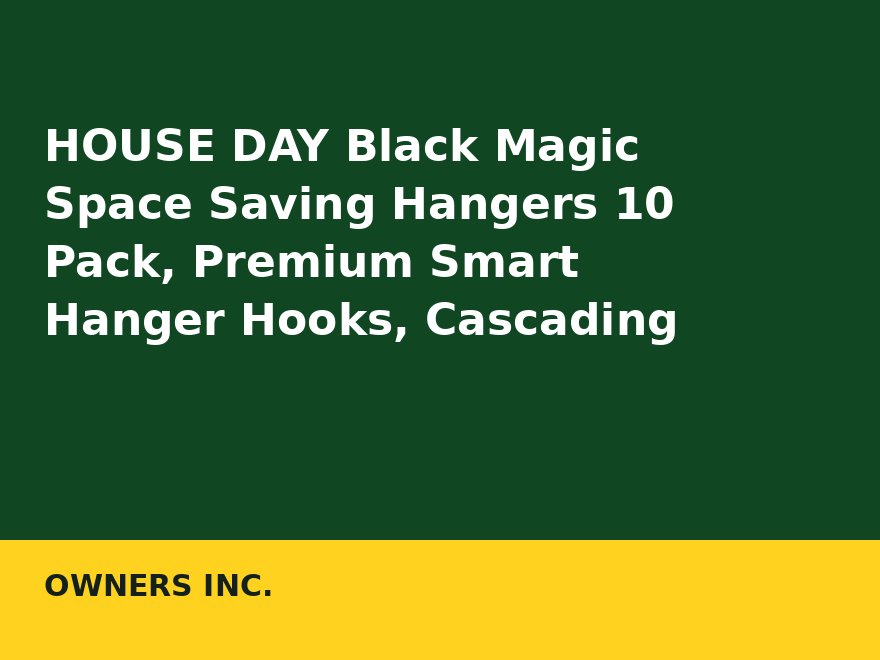 HOUSE DAY Black Magic
Space Saving Hangers 10
Pack, Premium Smart
Hanger Hooks, Cascading
OWNERS INC.